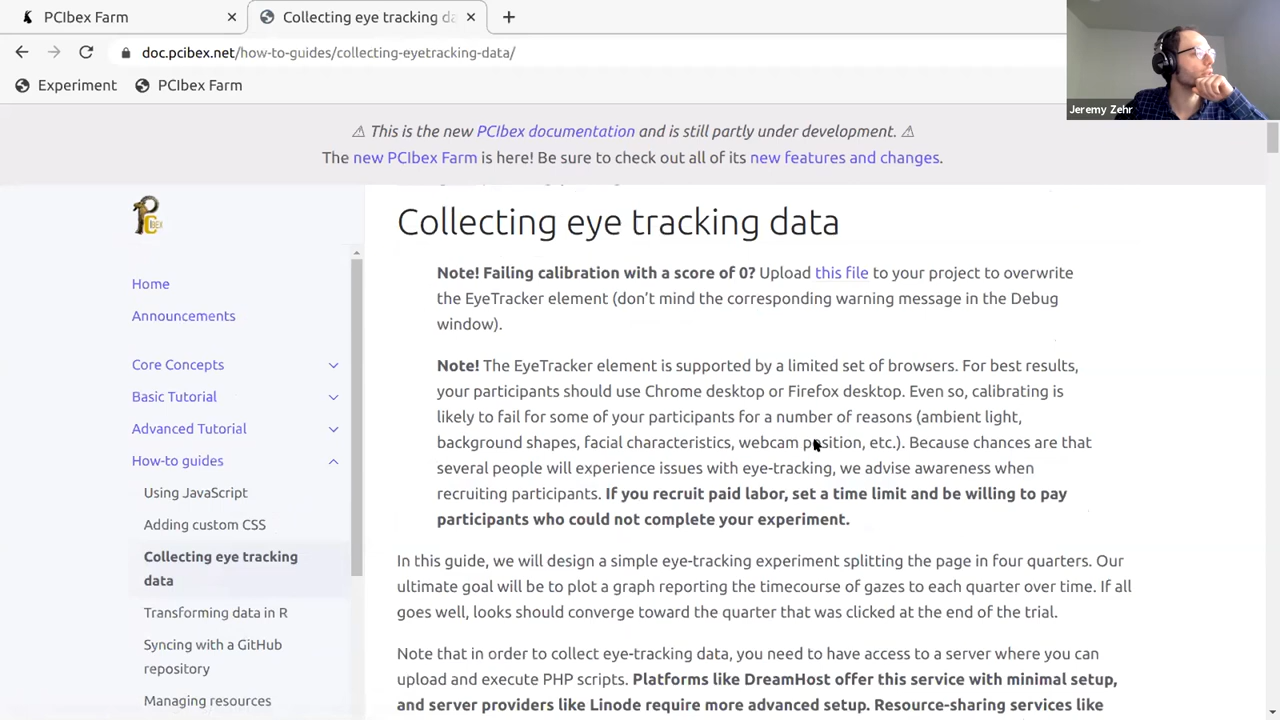 PCIbex Farm
Collecting eye tracking da
doc.pcibex.net/how-to-guides/collecting-eyetracking-data/
Experiment
PCIbex Farm
Jeremy Zehr
⚠ This is the new PCIbex documentation and is still partly under development. ⚠
The new PCIbex Farm is here! Be sure to check out all of its new features and changes.
PCIBEX
Home
Announcements
Core Concepts
Basic Tutorial
Advanced Tutorial
How-to guides
Using JavaScript
Adding custom CSS
Collecting eye tracking
data
Transforming data in R
Syncing with a GitHub
repository
Managing resources
Collecting eye tracking data
Note! Failing calibration with a score of 0? Upload this file to your project to overwrite
the EyeTracker element (don’t mind the corresponding warning message in the Debug
window).
Note! The EyeTracker element is supported by a limited set of browsers. For best results,
your participants should use Chrome desktop or Firefox desktop. Even so, calibrating is
likely to fail for some of your participants for a number of reasons (ambient light,
background shapes, facial characteristics, webcam position, etc.). Because chances are that
several people will experience issues with eye-tracking, we advise awareness when
recruiting participants. If you recruit paid labor, set a time limit and be willing to pay
participants who could not complete your experiment.
In this guide, we will design a simple eye-tracking experiment splitting the page in four quarters. Our
ultimate goal will be to plot a graph reporting the timecourse of gazes to each quarter over time. If all
goes well, looks should converge toward the quarter that was clicked at the end of the trial.
Note that in order to collect eye-tracking data, you need to have access to a server where you can
upload and execute PHP scripts. Platforms like DreamHost offer this service with minimal setup,
and server providers like Linode require more advanced setup. Resource-sharing services like